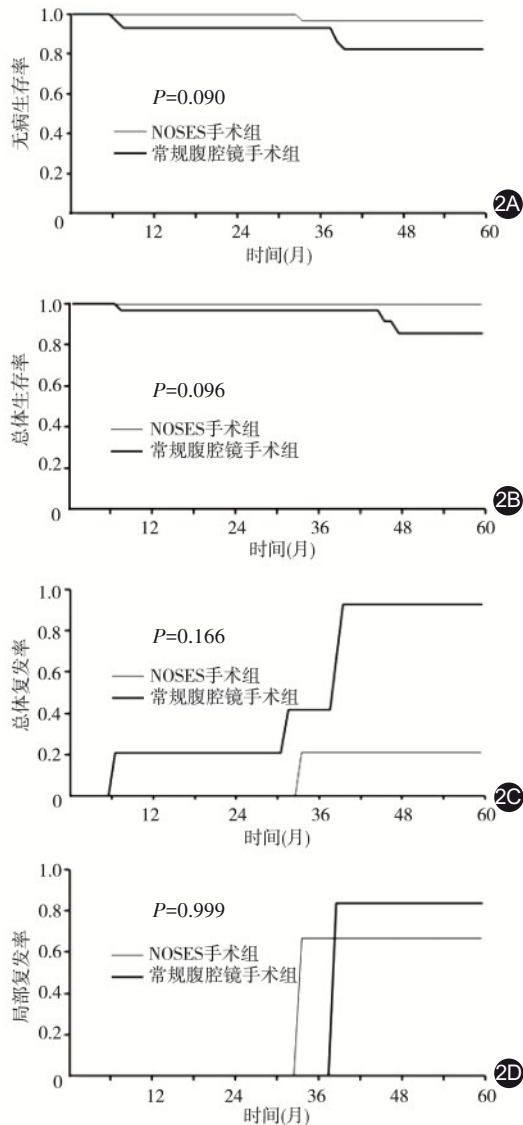 1.0
0.8
0.6
0.4
0.2
0
无病生存率
P=0.090
NOSES手术组
常规腹腔镜手术组
12 24 36 48 60
时间(月)
2A
1.0
0.8
0.6
0.4
0.2
0
总体生存率
P=0.096
NOSES手术组
常规腹腔镜手术组
12 24 36 48 60
时间(月)
2B
1.0
0.8
0.6
0.4
0.2
0
总体复发率
P=0.166
NOSES手术组
常规腹腔镜手术组
12 24 36 48 60
时间(月)
2C
1.0
0.8
0.6
0.4
0.2
0
局部复发率
P=0.999
NOSES手术组
常规腹腔镜手术组
12 24 36 48 60
时间(月)
2D